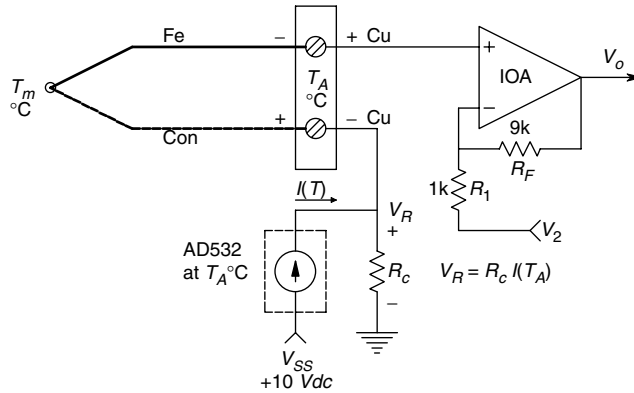 Fe
− + Cu
+
IOA
V_o
T_m
°C
T_A
°C
−
9k
R_F
+ − Cu
Con
I(T)
1k R_1
V_R
+
V_2
AD532
at T_A°C
R_c
V_R = R_c I(T_A)
−
V_SS
+10 Vdc